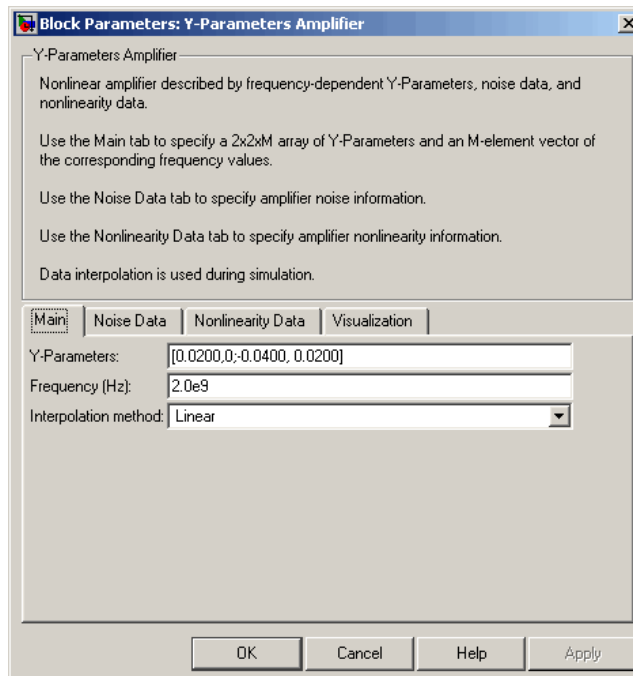 Block Parameters: Y-Parameters Amplifier
Y-Parameters Amplifier
Nonlinear amplifier described by frequency-dependent Y-Parameters, noise data, and
nonlinearity data.
Use the Main tab to specify a 2x2xM array of Y-Parameters and an M-element vector of
the corresponding frequency values.
Use the Noise Data tab to specify amplifier noise information.
Use the Nonlinearity Data tab to specify amplifier nonlinearity information.
Data interpolation is used during simulation.
Main Noise Data Nonlinearity Data Visualization
Y-Parameters: [0.0200,0;-0.0400, 0.0200]
Frequency (Hz): 2.0e9
Interpolation method: Linear
OK Cancel Help Apply